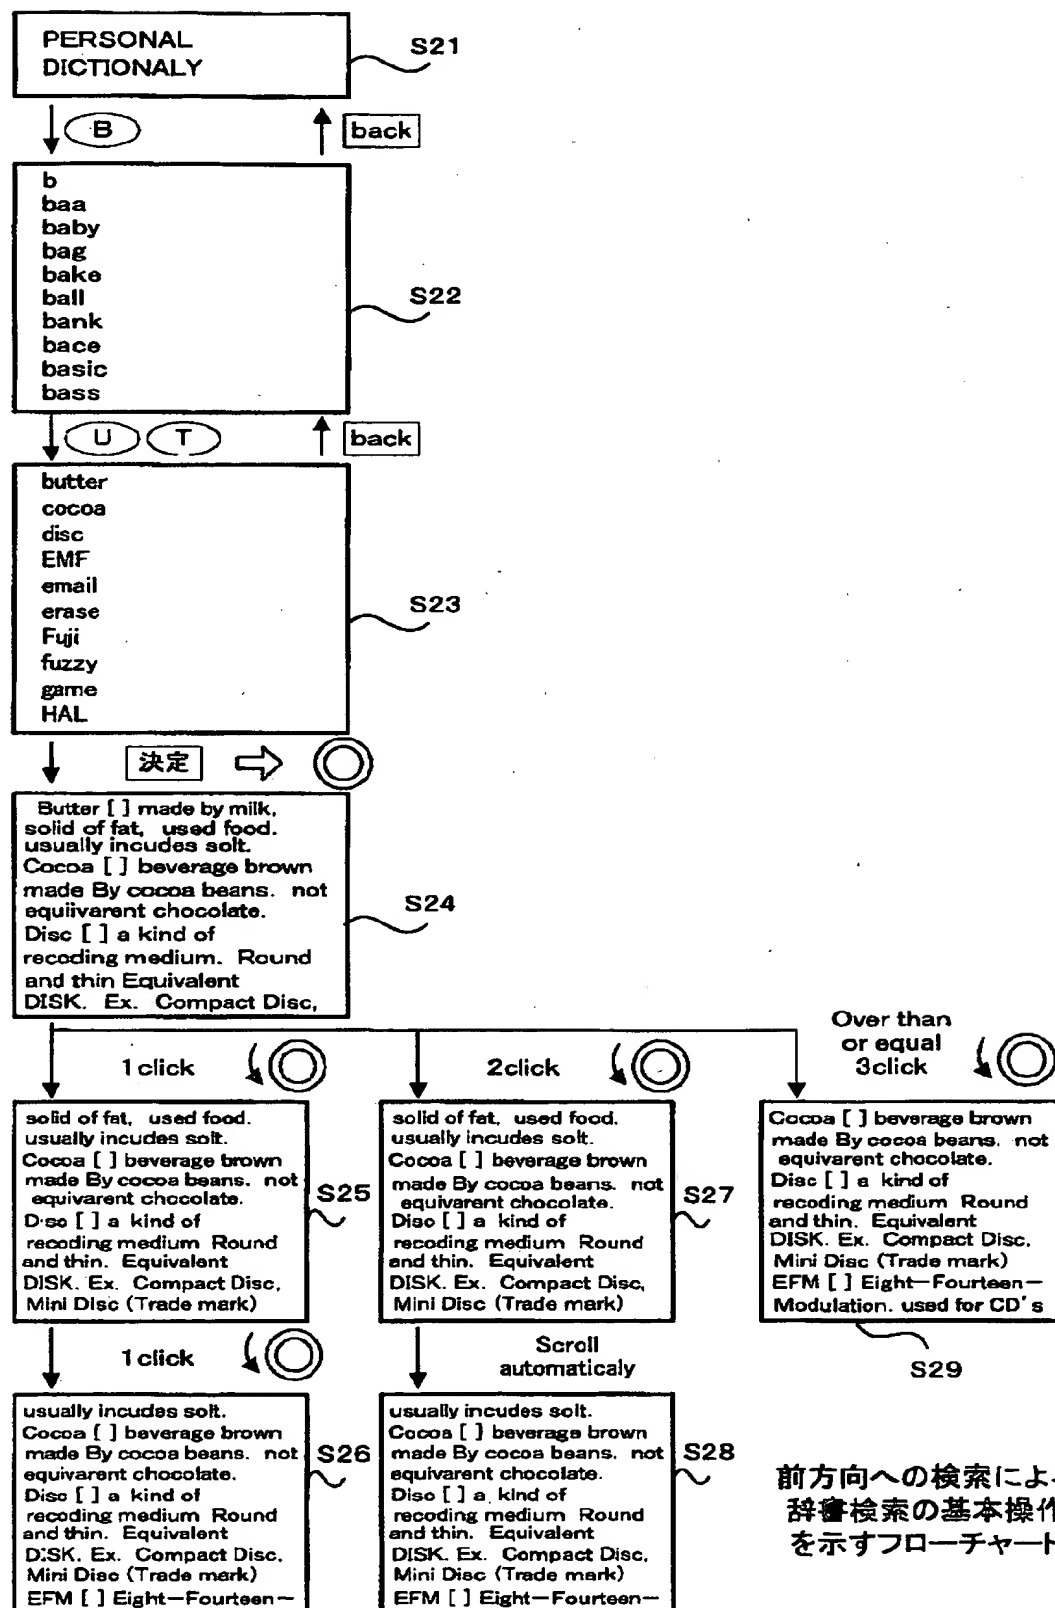 PERSONAL
DICTIONALY
S21
B
back
b
baa
baby
bag
bake
ball
bank
bace
basic
bass
S22
U T
back
butter
cocoa
disc
EMF
email
erase
Fuji
fuzzy
game
HAL
S23
決定
Butter [ ] made by milk,
solid of fat, used food.
usually incudes solt.
Cocoa [ ] beverage brown
made By cocoa beans. not
equiivarent chocolate.
Disc [ ] a kind of
recoding medium. Round
and thin Equivalent
DISK. Ex. Compact Disc,
S24
1 click
2click
Over than
or equal
3click
solid of fat, used food.
usually incudes solt.
Cocoa [ ] beverage brown
made By cocoa beans. not
equivarent chocolate.
Disc [ ] a kind of
recoding medium Round
and thin. Equivalent
DISK. Ex. Compact Disc,
Mini Disc (Trade mark)
S25
solid of fat, used food.
usually incudes solt.
Cocoa [ ] beverage brown
made By cocoa beans. not
equivarent chocolate.
Disc [ ] a kind of
recoding medium Round
and thin. Equivalent
DISK. Ex. Compact Disc,
Mini Disc (Trade mark)
S27
Cocoa [ ] beverage brown
made By cocoa beans. not
equivarent chocolate.
Disc [ ] a kind of
recoding medium Round
and thin. Equivalent
DISK. Ex. Compact Disc,
Mini Disc (Trade mark)
EFM [ ] Eight-Fourteen-
Modulation. used for CD's
S29
1 click
Scroll
automaticaly
usually incudes solt.
Cocoa [ ] beverage brown
made By cocoa beans. not
equivarent chocolate.
Disc [ ] a kind of
recoding medium Round
and thin. Equivalent
DISK. Ex. Compact Disc,
Mini Disc (Trade mark)
EFM [ ] Eight-Fourteen-
S26
usually incudes solt.
Cocoa [ ] beverage brown
made By cocoa beans. not
equivarent chocolate.
Disc [ ] a kind of
recoding medium Round
and thin. Equivalent
DISK. Ex. Compact Disc,
Mini Disc (Trade mark)
EFM [ ] Eight-Fourteen-
S28
前方向への検索によ
辞書検索の基本操作
を示すフローチャート